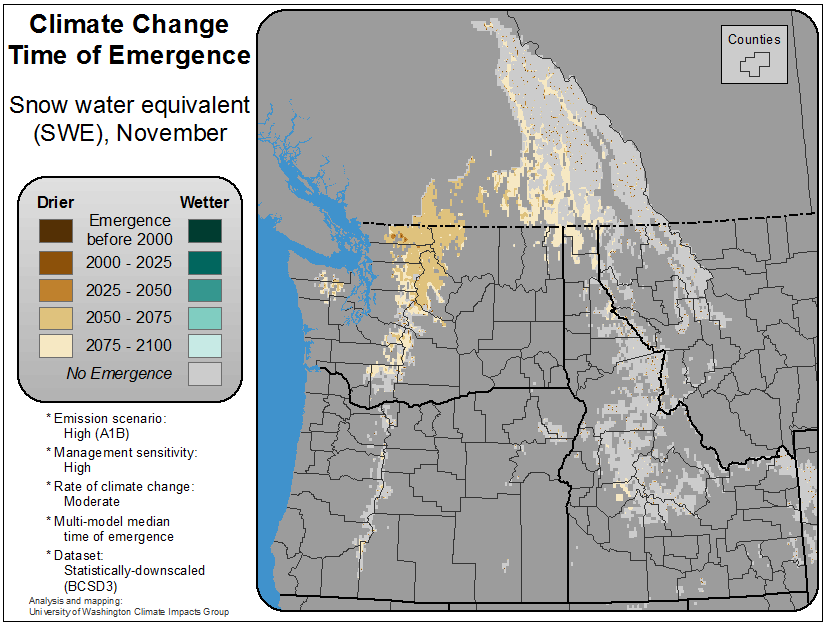 Climate Change
Time of Emergence
Snow water equivalent
(SWE), November
Counties
Drier
Wetter
Emergence
before 2000
2000 - 2025
2025 - 2050
2050 - 2075
2075 - 2100
No Emergence
* Emission scenario:
High (A1B)
* Management sensitivity:
High
* Rate of climate change:
Moderate
* Multi-model median
time of emergence
* Dataset:
Statistically-downscaled
(BCSD3)
Analysis and mapping:
University of Washington Climate Impacts Group